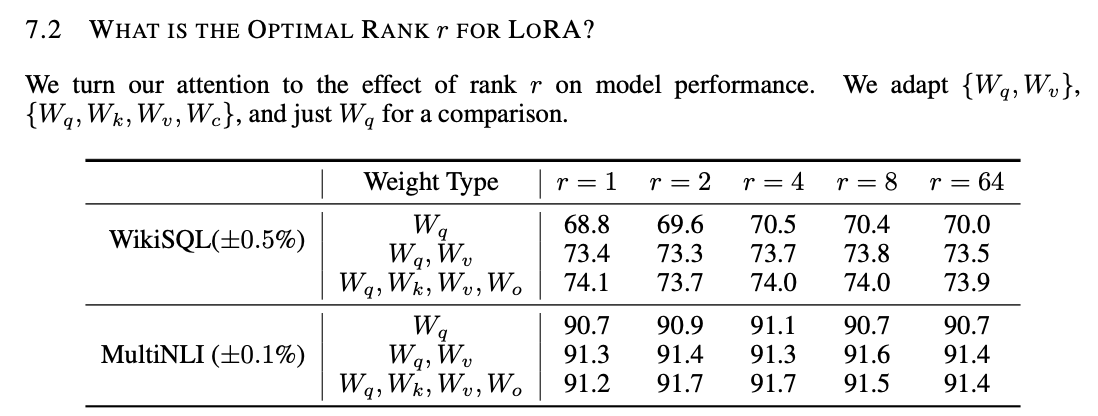 7.2 WHAT IS THE OPTIMAL RANK r FOR LORA?
We turn our attention to the effect of rank r on model performance. We adapt {Wq, Wv},
{Wq, Wk, Wv, Wc}, and just Wq for a comparison.
Weight Type r = 1 r = 2 r = 4 r = 8 r = 64
WikiSQL(±0.5%)
Wq 68.8 69.6 70.5 70.4 70.0
Wq, Wv 73.4 73.3 73.7 73.8 73.5
Wq, Wk, Wv, Wo 74.1 73.7 74.0 74.0 73.9
MultiNLI (±0.1%)
Wq 90.7 90.9 91.1 90.7 90.7
Wq, Wv 91.3 91.4 91.3 91.6 91.4
Wq, Wk, Wv, Wo 91.2 91.7 91.7 91.5 91.4